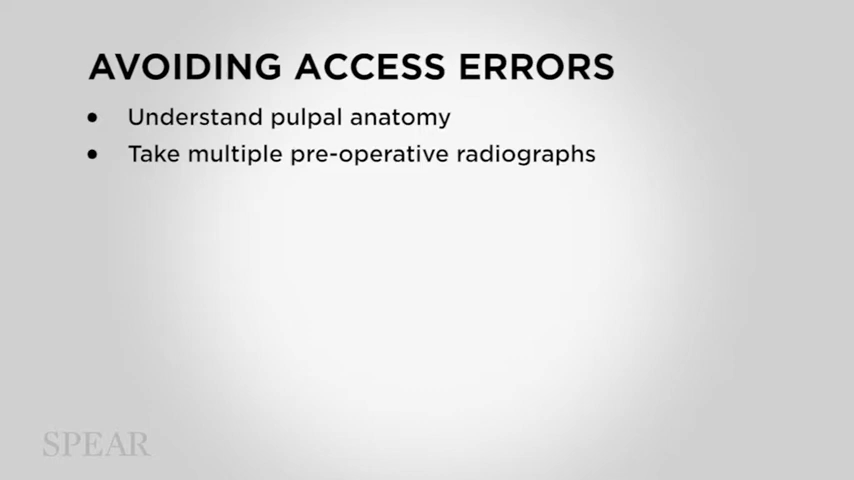 AVOIDING ACCESS ERRORS
• Understand pulpal anatomy
• Take multiple pre-operative radiographs
SPEAR